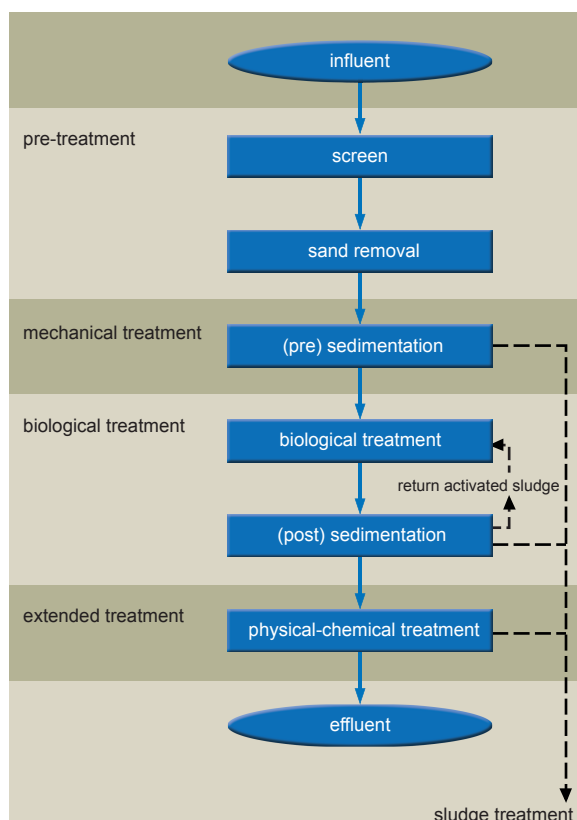 influent
pre-treatment
screen
sand removal
mechanical treatment
(pre) sedimentation
biological treatment
biological treatment
return activated sludge
(post) sedimentation
extended treatment
physical-chemical treatment
effluent
sludge treatment